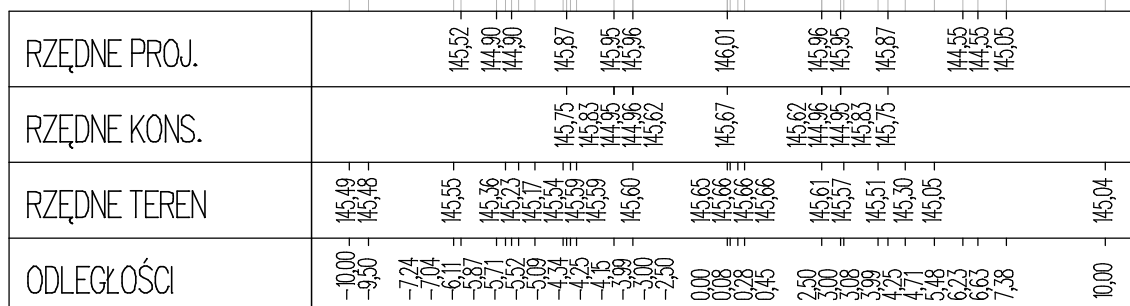 RZĘDNE PROJ. 145,52 144,90 144,90 145,87 145,95 145,96 146,01 145,96 145,95 145,87 144,55 144,55 145,05
RZĘDNE KONS. 145,75 145,83 144,95 144,96 145,62 145,67 145,62 144,96 144,95 145,83 145,75
RZĘDNE TEREN 145,49 145,48 145,55 145,36 145,23 145,17 145,54 145,59 145,59 145,60 145,65 145,66 145,66 145,66 145,61 145,57 145,51 145,30 145,05 145,04
ODLEGŁOŚCI -10,00 -9,50 -7,24 -7,04 -6,11 -5,87 -5,71 -5,52 -5,09 -4,34 -4,25 -4,15 -3,99 -3,00 -2,50 0,00 0,08 0,28 0,45 2,50 3,00 3,08 3,99 4,25 4,71 5,48 6,23 6,63 7,38 10,00